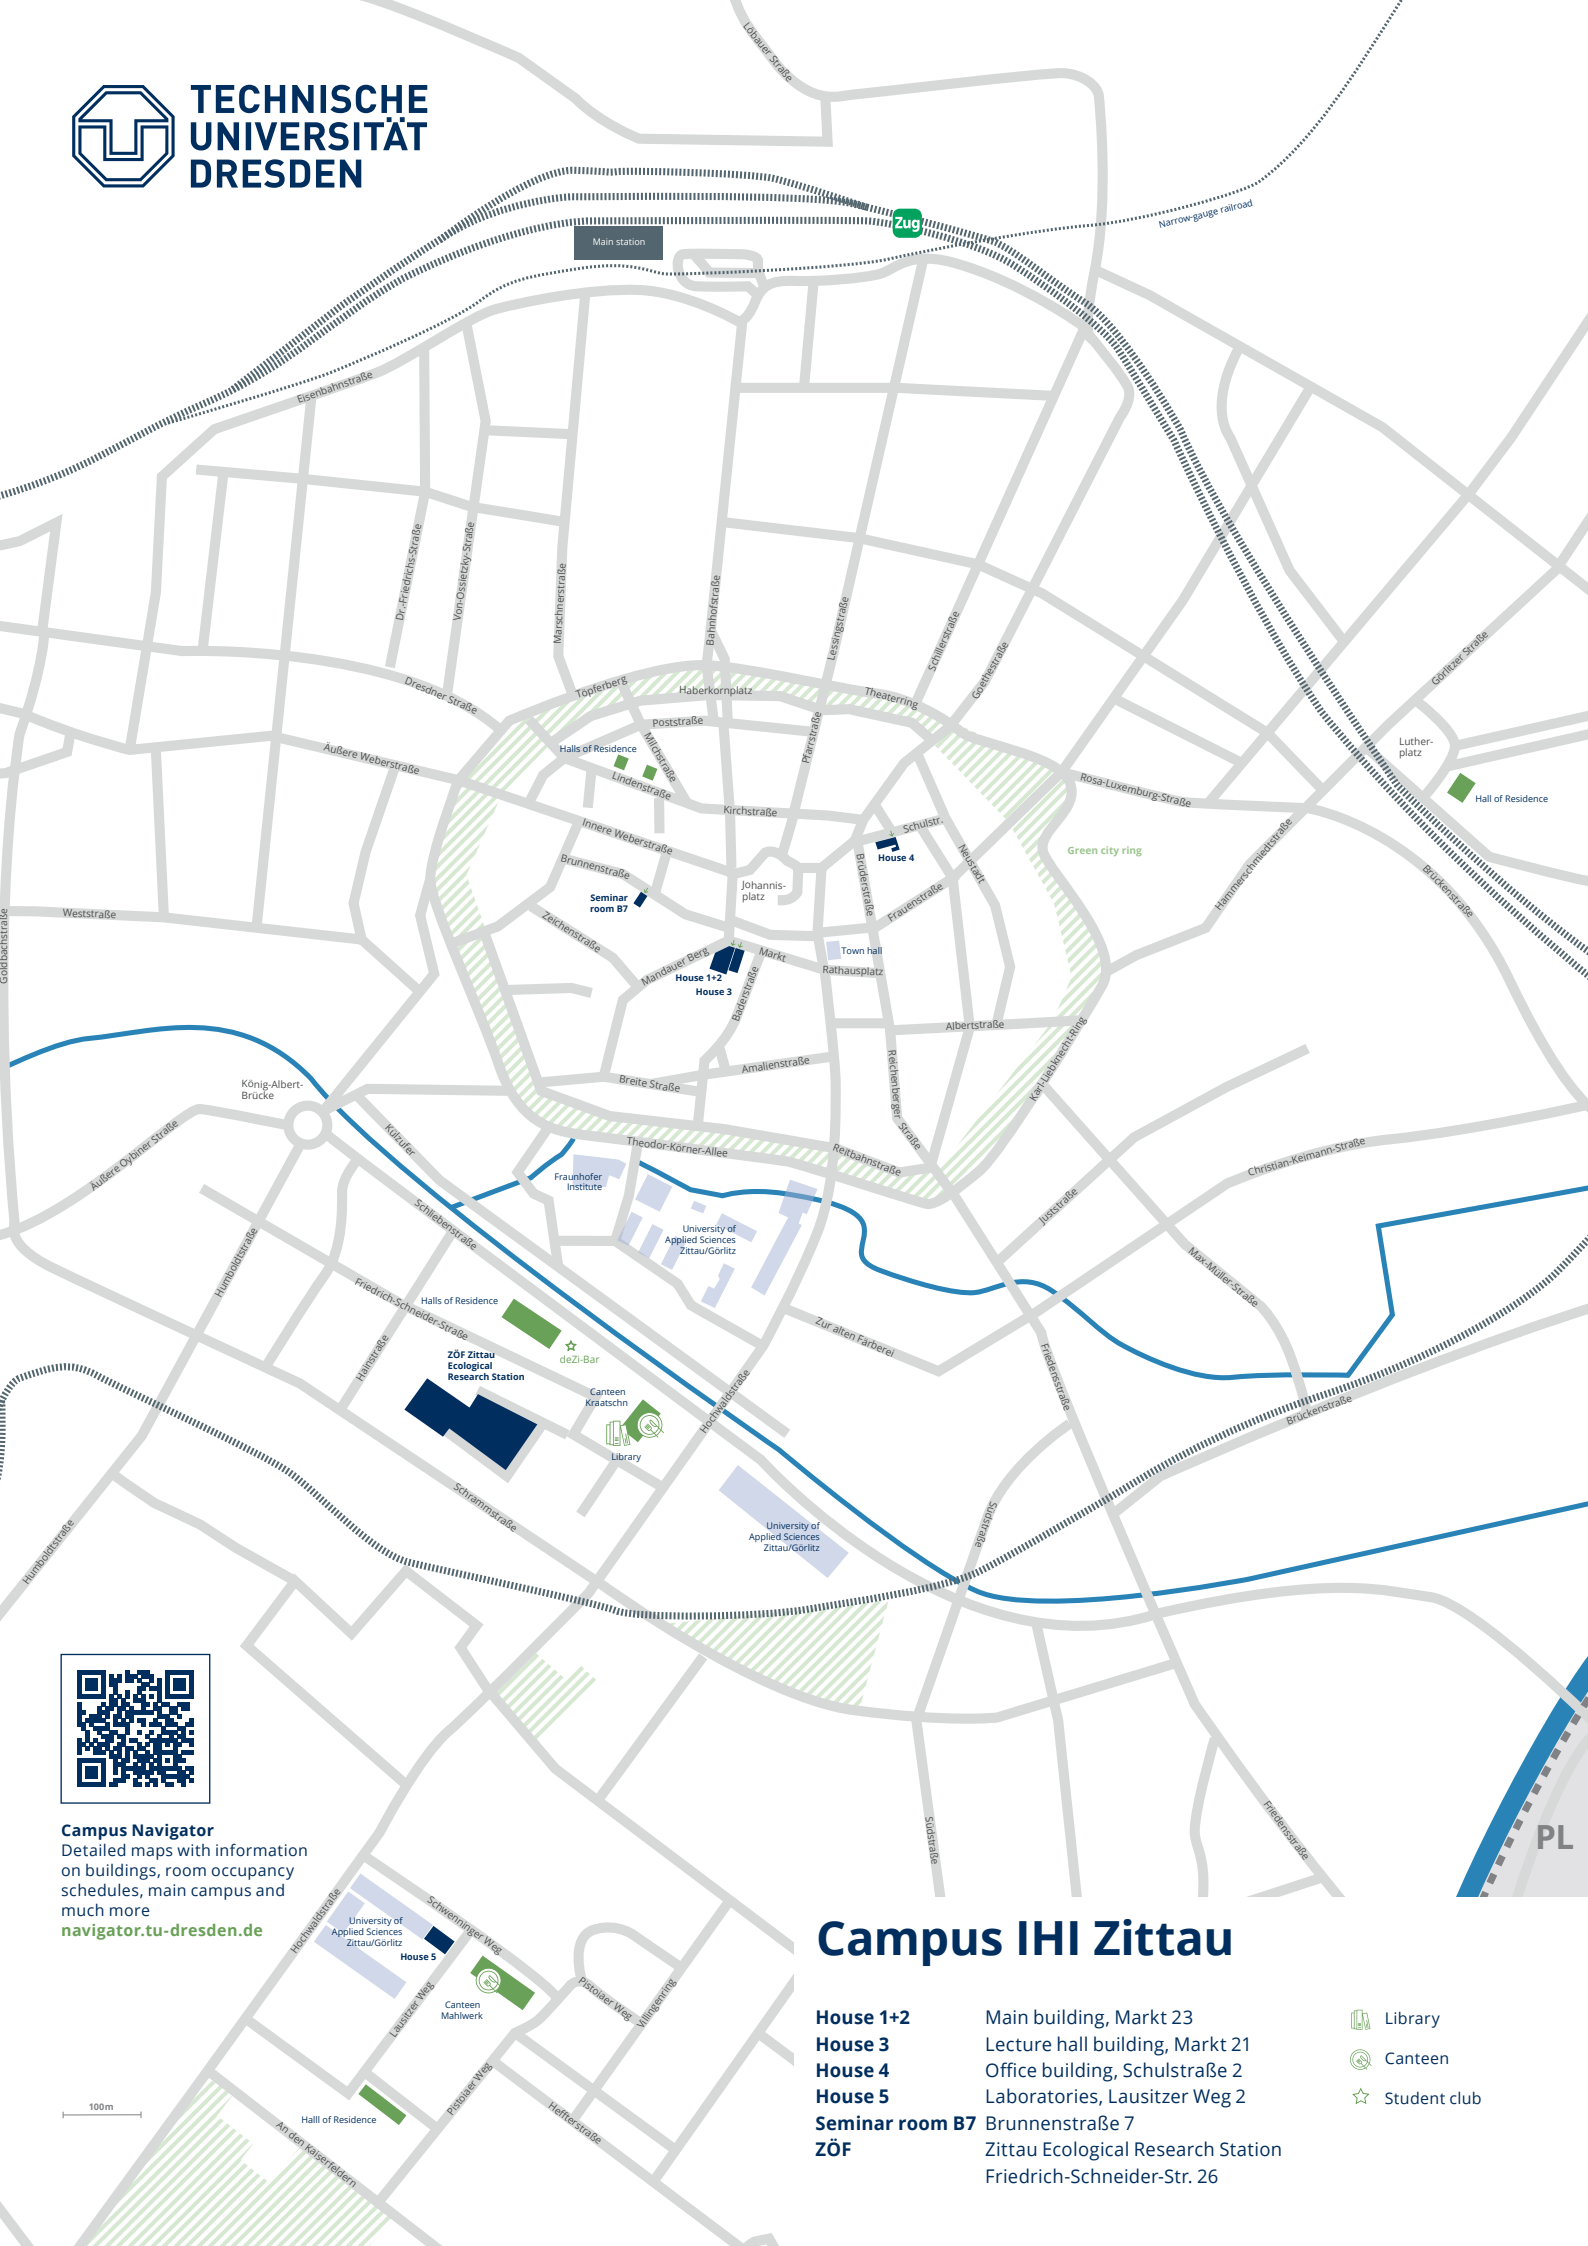 Löbauer Straße
TECHNISCHE
UNIVERSITÄT
DRESDEN
Zug
Narrow-gauge railroad
Main station
Eisenbahnstraße
Dr.-Friedrichs-Straße
Von-Ossietzky-Straße
Marschnerstraße
Bahnhofstraße
Lessingstraße
Schillerstraße
Goethestraße
Görlitzer Straße
Dresdner Straße
Töpferberg
Haberkornplatz
Theaterring
Poststraße
Milchstraße
Pfarrstraße
Luther-
platz
Äußere Weberstraße
Halls of Residence
Lindenstraße
Rosa-Luxemburg-Straße
Hall of Residence
Kirchstraße
Innere Weberstraße
Schulstr.
House 4
Neustadt
Green city ring
Hammerschmiedtstraße
Brückenstraße
Brunnenstraße
Brüderstraße
Frauenstraße
Johannis-
platz
Seminar
room B7
Weststraße
Goldbachstraße
Zeichenstraße
Mandauer Berg
Markt
Town hall
Rathausplatz
House 1+2
House 3
Baderstraße
Albertstraße
Karl-Liebknecht-Ring
Reichenberger Straße
Amalienstraße
Breite Straße
König-Albert-
Brücke
Külzufer
Äußere Oybiner Straße
Theodor-Körner-Allee
Reitbahnstraße
Christian-Keimann-Straße
Fraunhofer
Institute
Juststraße
Schliebenstraße
University of
Applied Sciences
Zittau/Görlitz
Humboldtstraße
Max-Müller-Straße
Friedrich-Schneider-Straße
Halls of Residence
Zur alten Färberei
Hainstraße
deZi-Bar
ZÖF Zittau
Ecological
Research Station
Friedensstraße
Canteen
Kraatschn
Hochwaldstraße
Brückenstraße
Library
Schrammstraße
Südstraße
University of
Applied Sciences
Zittau/Görlitz
Humboldtstraße
Südstraße
Friedensstraße
PL
Campus Navigator
Detailed maps with information
on buildings, room occupancy
schedules, main campus and
much more
navigator.tu-dresden.de
Hochwaldstraße
Schwenninger Weg
University of
Applied Sciences
Zittau/Görlitz
House 5
Lausitzer Weg
Canteen
Mahlwerk
Pistoiaer Weg
Villingenring
Pistoiaer Weg
Heffterstraße
Halll of Residence
An den Kaiserfeldern
100m
Campus IHI Zittau
House 1+2 Main building, Markt 23
House 3 Lecture hall building, Markt 21
House 4 Office building, Schulstraße 2
House 5 Laboratories, Lausitzer Weg 2
Seminar room B7 Brunnenstraße 7
ZÖF Zittau Ecological Research Station
Friedrich-Schneider-Str. 26
Library
Canteen
Student club